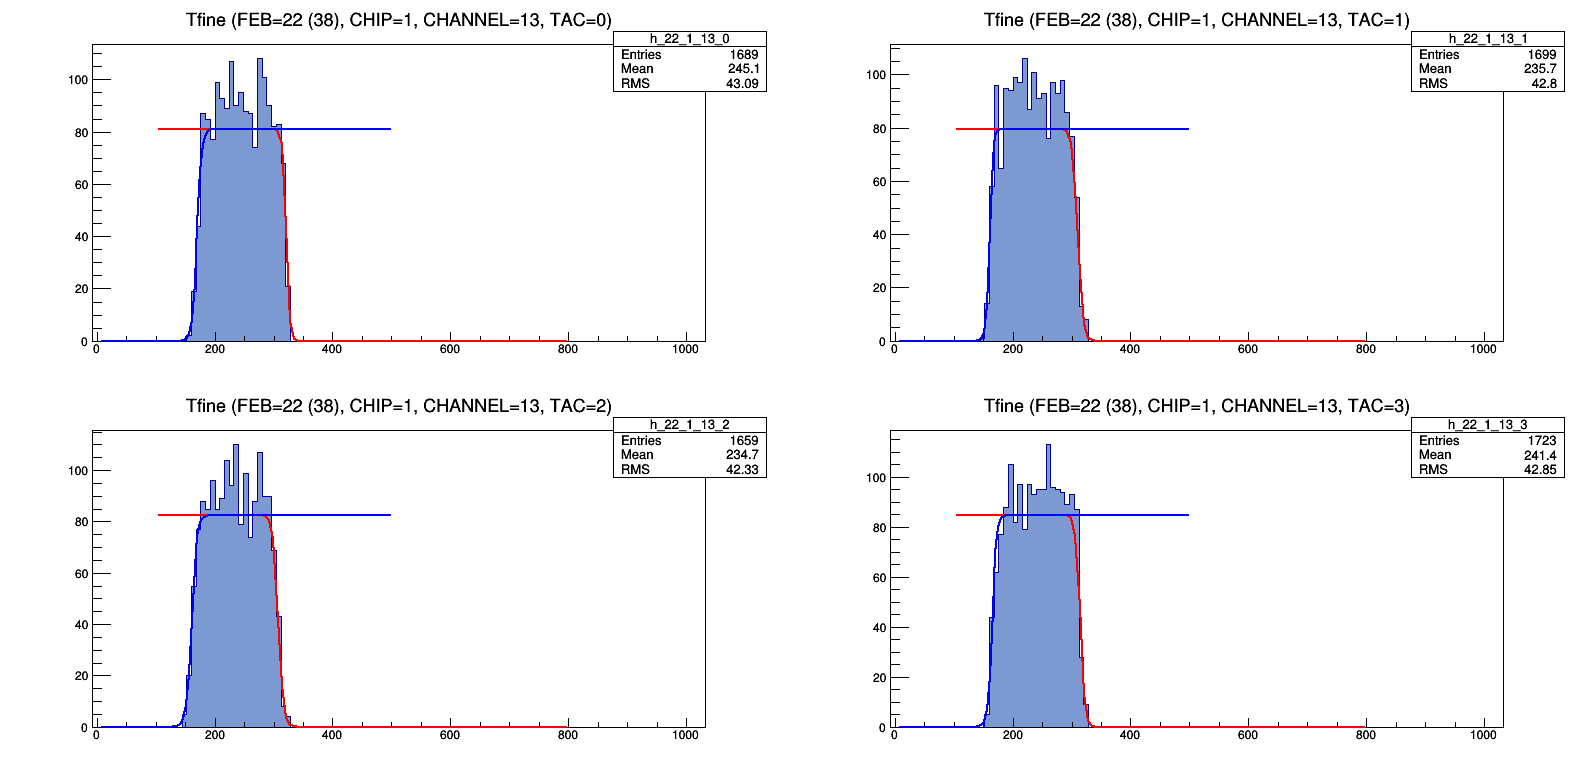 Tfine (FEB=22 (38), CHIP=1, CHANNEL=13, TAC=0)
h_22_1_13_0
Entries 1689
Mean 245.1
RMS 43.09
100
80
60
40
20
0
0 200 400 600 800 1000
Tfine (FEB=22 (38), CHIP=1, CHANNEL=13, TAC=1)
h_22_1_13_1
Entries 1699
Mean 235.7
RMS 42.8
100
80
60
40
20
0
0 200 400 600 800 1000
Tfine (FEB=22 (38), CHIP=1, CHANNEL=13, TAC=2)
h_22_1_13_2
Entries 1659
Mean 234.7
RMS 42.33
100
80
60
40
20
0
0 200 400 600 800 1000
Tfine (FEB=22 (38), CHIP=1, CHANNEL=13, TAC=3)
h_22_1_13_3
Entries 1723
Mean 241.4
RMS 42.85
100
80
60
40
20
0
0 200 400 600 800 1000